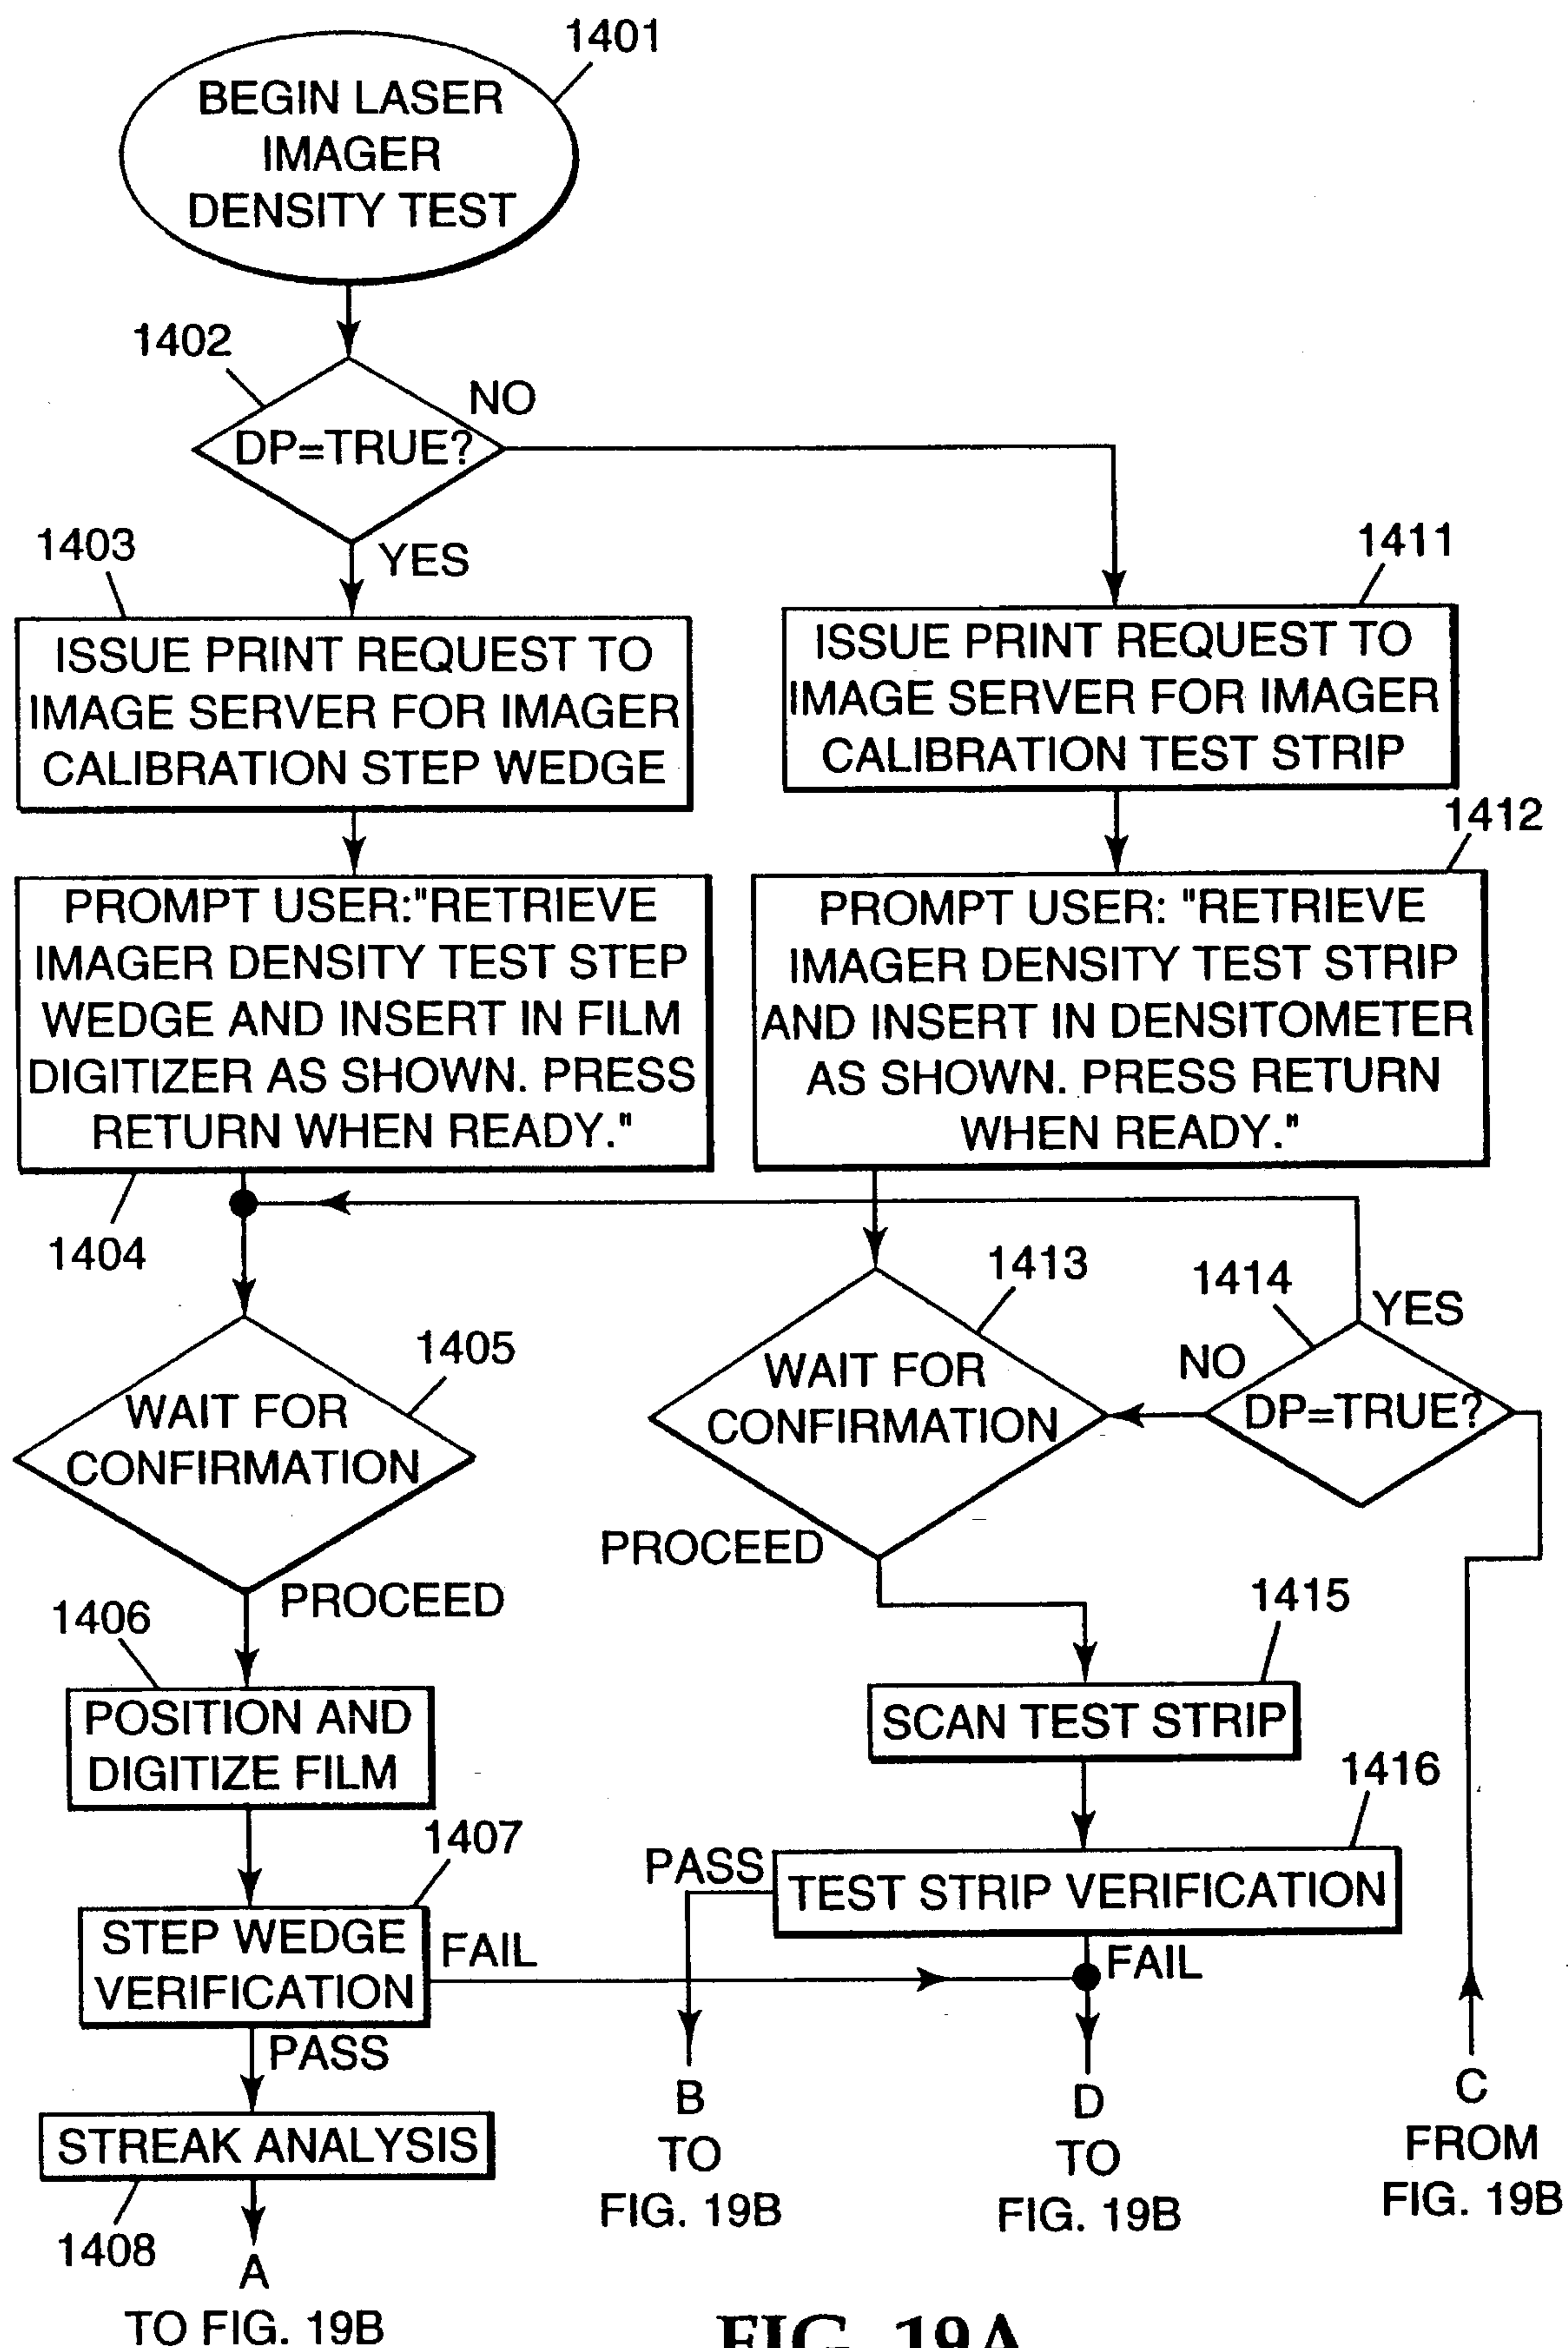 1401
BEGIN LASER
IMAGER
DENSITY TEST
1402
NO
DP=TRUE?
YES
1403
ISSUE PRINT REQUEST TO
IMAGE SERVER FOR IMAGER
CALIBRATION STEP WEDGE
1411
ISSUE PRINT REQUEST TO
IMAGE SERVER FOR IMAGER
CALIBRATION TEST STRIP
1412
PROMPT USER:"RETRIEVE
IMAGER DENSITY TEST STEP
WEDGE AND INSERT IN FILM
DIGITIZER AS SHOWN. PRESS
RETURN WHEN READY."
1404
PROMPT USER: "RETRIEVE
IMAGER DENSITY TEST STRIP
AND INSERT IN DENSITOMETER
AS SHOWN. PRESS RETURN
WHEN READY."
1405
WAIT FOR
CONFIRMATION
PROCEED
1413
WAIT FOR
CONFIRMATION
PROCEED
1414
YES
NO
DP=TRUE?
1406
POSITION AND
DIGITIZE FILM
1415
SCAN TEST STRIP
1407
STEP WEDGE
VERIFICATION
FAIL
PASS
1416
PASS
TEST STRIP VERIFICATION
FAIL
STREAK ANALYSIS
1408
A
TO FIG. 19B
B
TO
FIG. 19B
D
TO
FIG. 19B
C
FROM
FIG. 19B
FIG. 19A